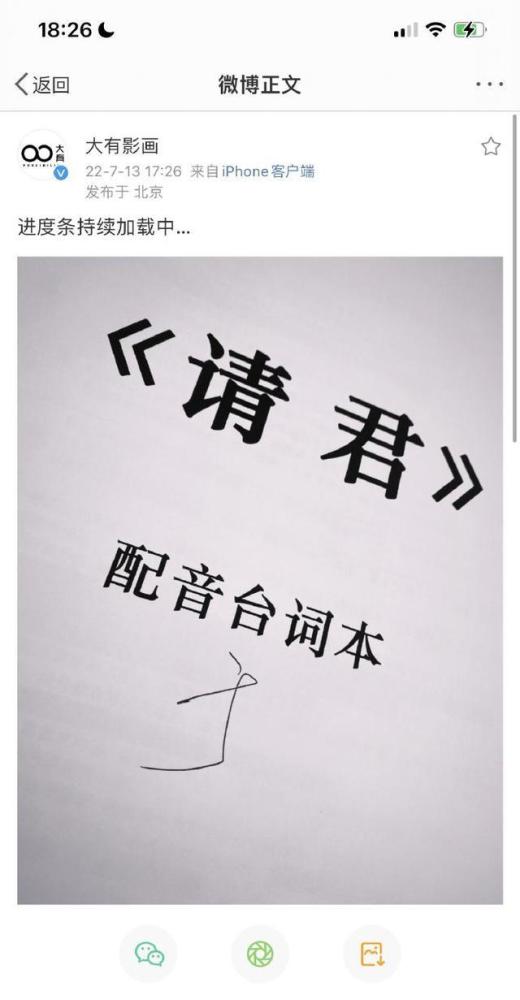 18:26
返回
微博正文
大有
大有影画
22-7-13 17:26 来自 iPhone客户端
发布于 北京
进度条持续加载中...
《请 君》
配音台词本